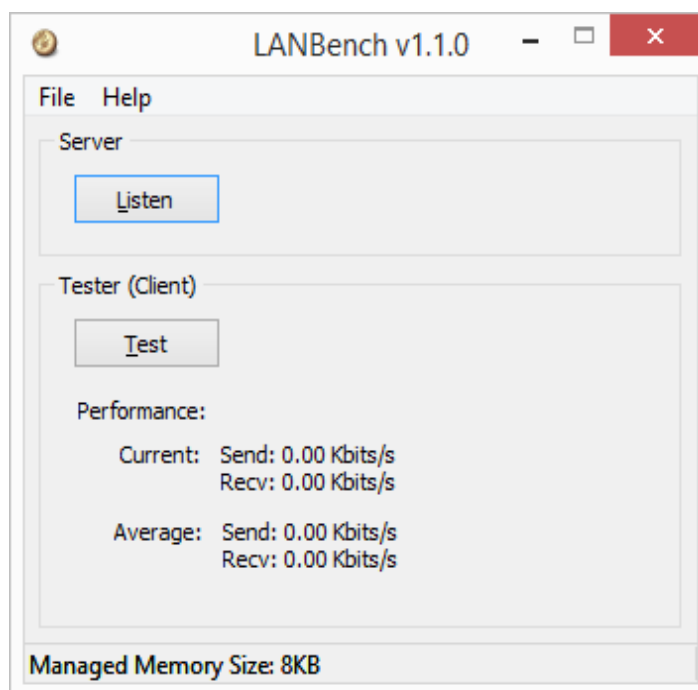 LANBench v1.1.0
File Help
Server
Listen
Tester (Client)
Test
Performance:
Current: Send: 0.00 Kbits/s
Recv: 0.00 Kbits/s
Average: Send: 0.00 Kbits/s
Recv: 0.00 Kbits/s
Managed Memory Size: 8KB